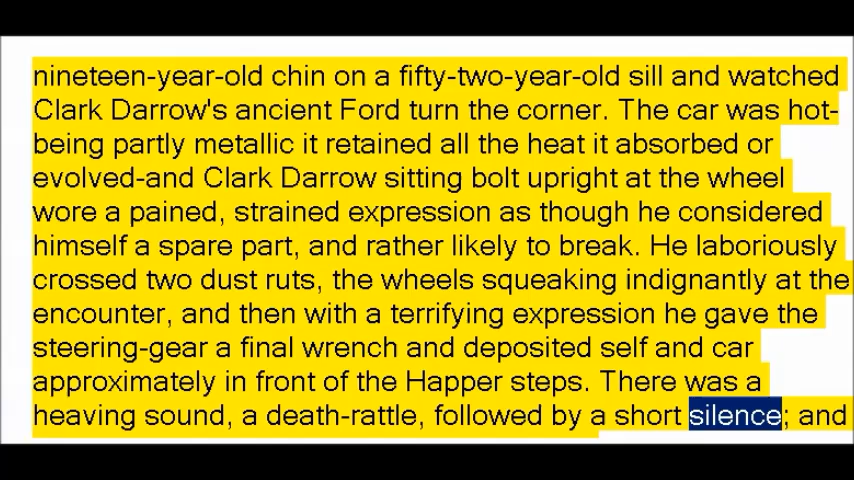 nineteen-year-old chin on a fifty-two-year-old sill and watched
Clark Darrow's ancient Ford turn the corner. The car was hot-
being partly metallic it retained all the heat it absorbed or
evolved-and Clark Darrow sitting bolt upright at the wheel
wore a pained, strained expression as though he considered
himself a spare part, and rather likely to break. He laboriously
crossed two dust ruts, the wheels squeaking indignantly at the
encounter, and then with a terrifying expression he gave the
steering-gear a final wrench and deposited self and car
approximately in front of the Happer steps. There was a
heaving sound, a death-rattle, followed by a short silence; and